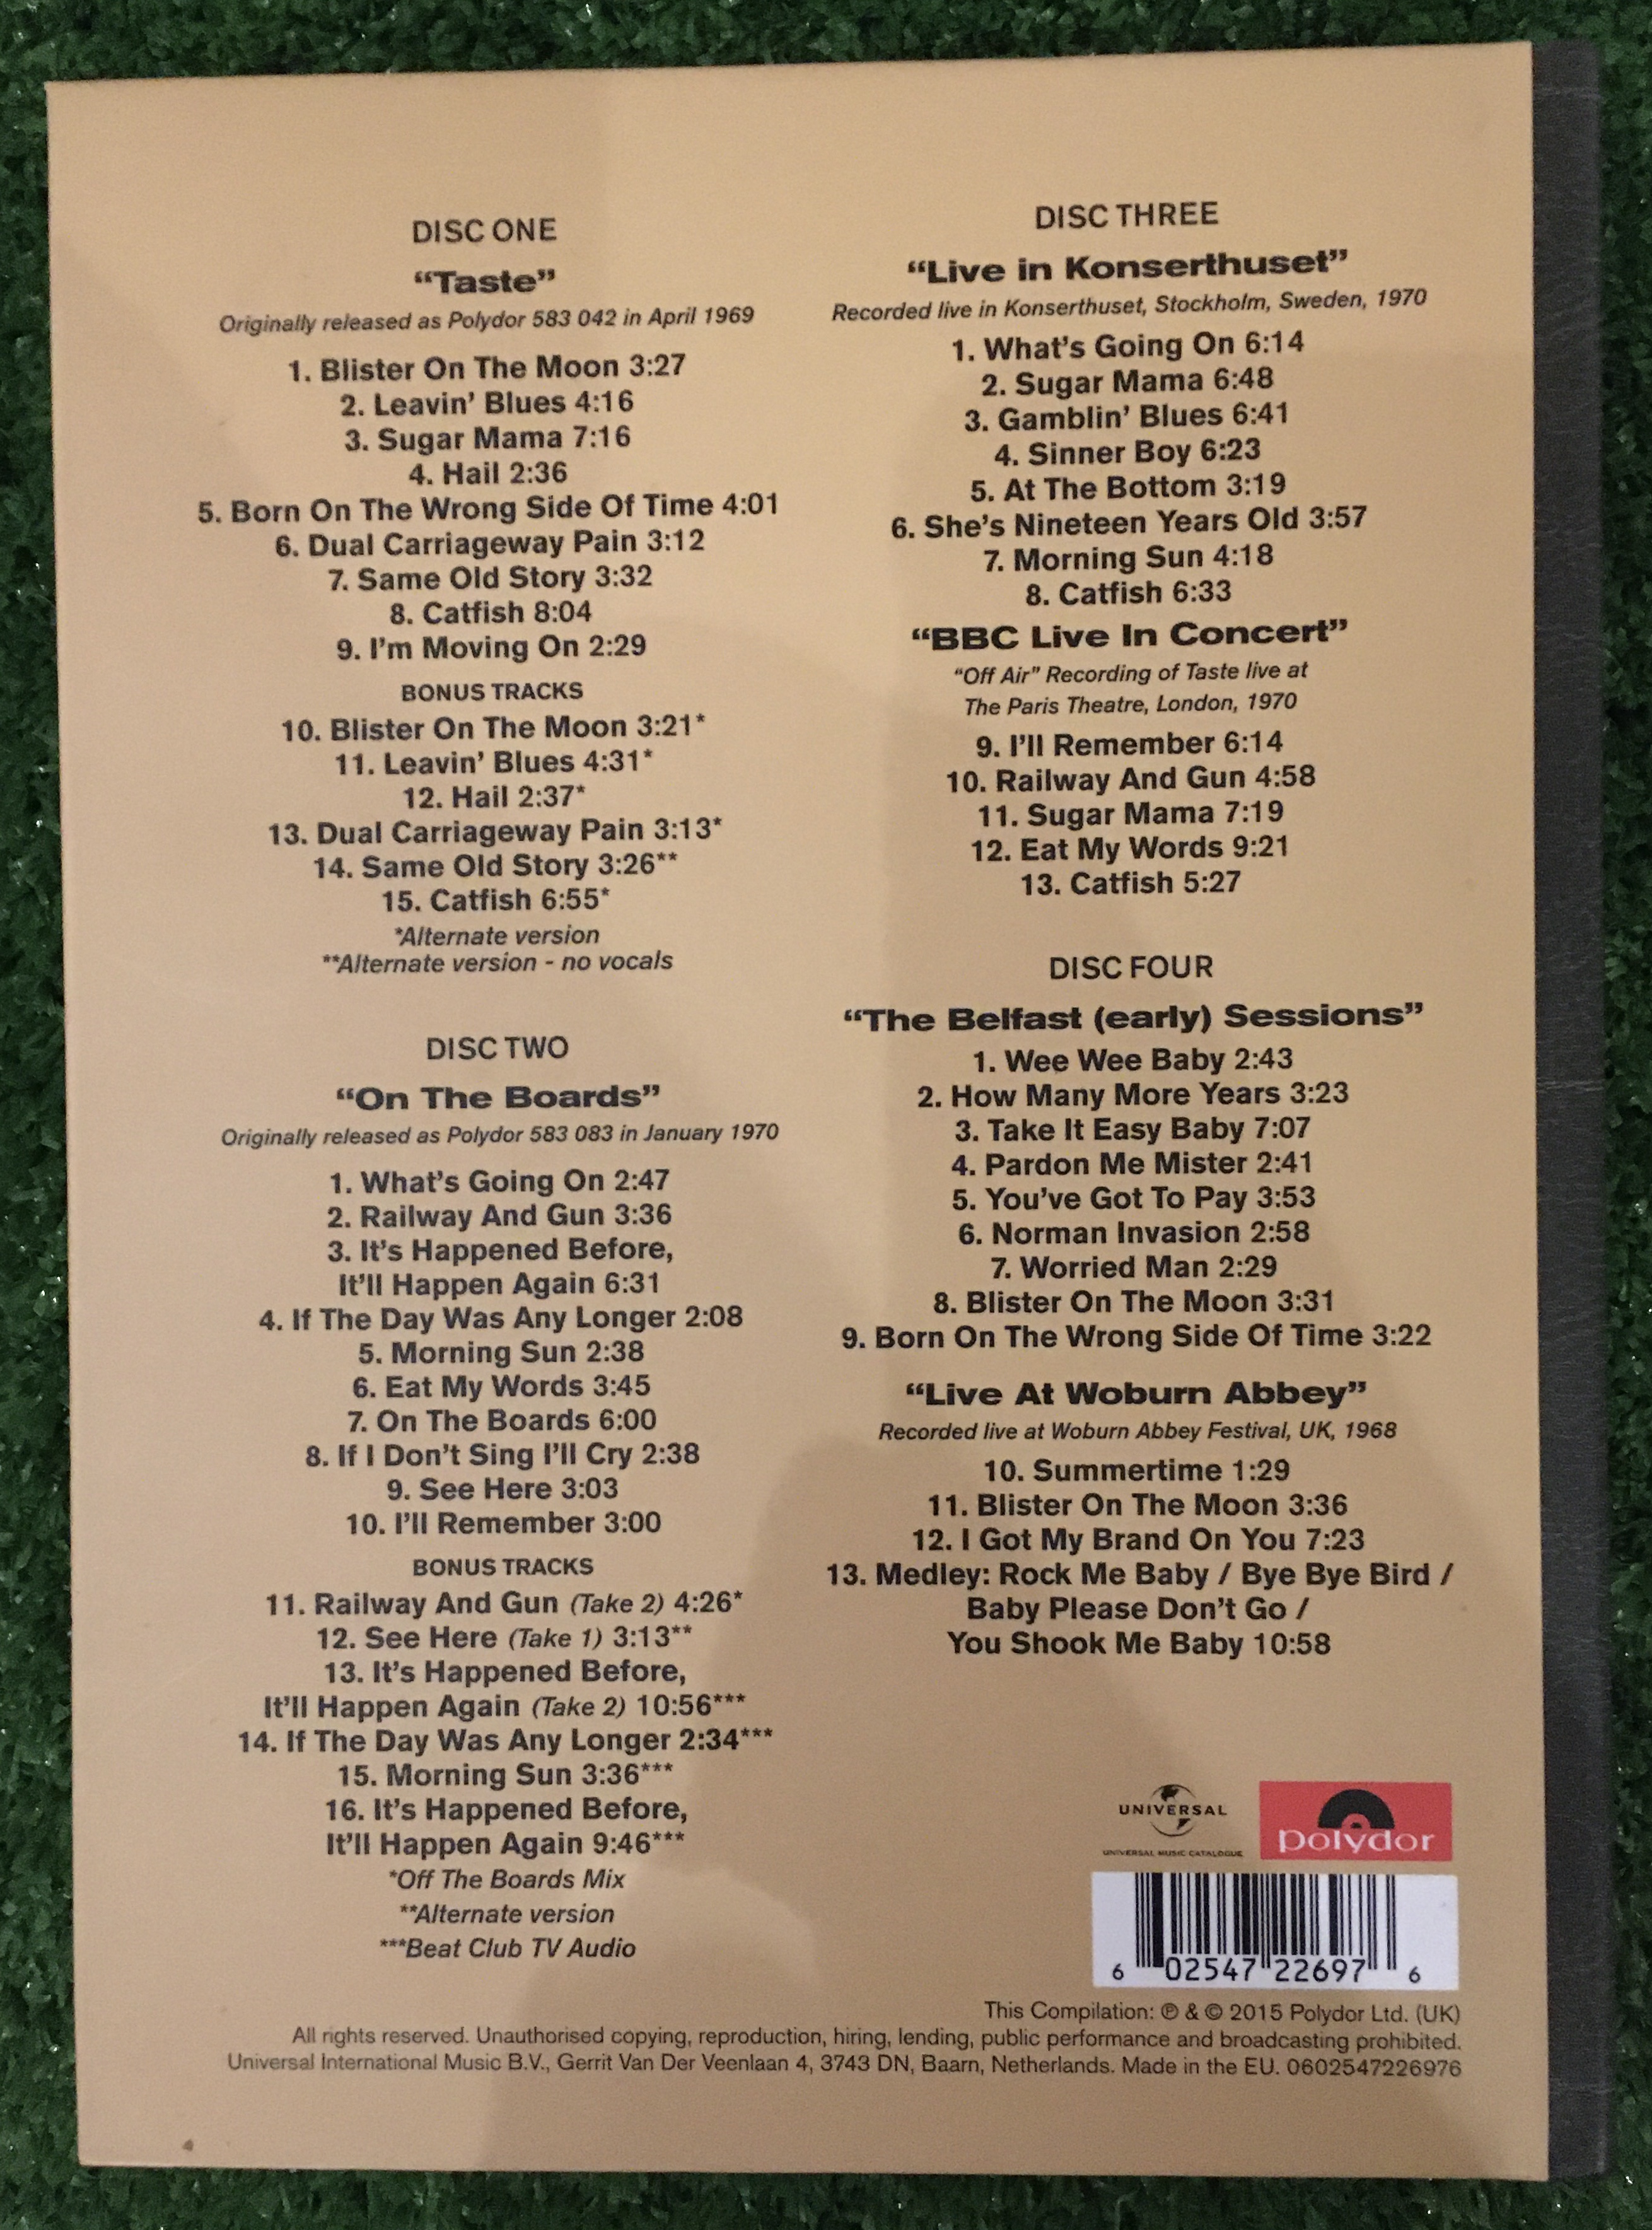 DISC ONE
“Taste”
Originally released as Polydor 583 042 in April 1969
1. Blister On The Moon 3:27
2. Leavin’ Blues 4:16
3. Sugar Mama 7:16
4. Hail 2:36
5. Born On The Wrong Side Of Time 4:01
6. Dual Carriageway Pain 3:12
7. Same Old Story 3:32
8. Catfish 8:04
9. I’m Moving On 2:29
BONUS TRACKS
10. Blister On The Moon 3:21*
11. Leavin’ Blues 4:31*
12. Hail 2:37*
13. Dual Carriageway Pain 3:13*
14. Same Old Story 3:26**
15. Catfish 6:55*
*Alternate version
**Alternate version - no vocals
DISC TWO
“On The Boards”
Originally released as Polydor 583 083 in January 1970
1. What’s Going On 2:47
2. Railway And Gun 3:36
3. It’s Happened Before,
It’ll Happen Again 6:31
4. If The Day Was Any Longer 2:08
5. Morning Sun 2:38
6. Eat My Words 3:45
7. On The Boards 6:00
8. If I Don’t Sing I’ll Cry 2:38
9. See Here 3:03
10. I’ll Remember 3:00
BONUS TRACKS
11. Railway And Gun (Take 2) 4:26*
12. See Here (Take 1) 3:13**
13. It’s Happened Before,
It’ll Happen Again (Take 2) 10:56***
14. If The Day Was Any Longer 2:34***
15. Morning Sun 3:36***
16. It’s Happened Before,
It’ll Happen Again 9:46***
*Off The Boards Mix
**Alternate version
***Beat Club TV Audio
DISC THREE
“Live in Konserthuset”
Recorded live in Konserthuset, Stockholm, Sweden, 1970
1. What’s Going On 6:14
2. Sugar Mama 6:48
3. Gamblin’ Blues 6:41
4. Sinner Boy 6:23
5. At The Bottom 3:19
6. She’s Nineteen Years Old 3:57
7. Morning Sun 4:18
8. Catfish 6:33
“BBC Live In Concert”
“Off Air” Recording of Taste live at
The Paris Theatre, London, 1970
9. I’ll Remember 6:14
10. Railway And Gun 4:58
11. Sugar Mama 7:19
12. Eat My Words 9:21
13. Catfish 5:27
DISC FOUR
“The Belfast (early) Sessions”
1. Wee Wee Baby 2:43
2. How Many More Years 3:23
3. Take It Easy Baby 7:07
4. Pardon Me Mister 2:41
5. You’ve Got To Pay 3:53
6. Norman Invasion 2:58
7. Worried Man 2:29
8. Blister On The Moon 3:31
9. Born On The Wrong Side Of Time 3:22
“Live At Woburn Abbey”
Recorded live at Woburn Abbey Festival, UK, 1968
10. Summertime 1:29
11. Blister On The Moon 3:36
12. I Got My Brand On You 7:23
13. Medley: Rock Me Baby / Bye Bye Bird /
Baby Please Don’t Go /
You Shook Me Baby 10:58
UNIVERSAL
UNIVERSAL MUSIC CATALOGUE
polydor
6 02547 22697 6
This Compilation: ℗ & © 2015 Polydor Ltd. (UK)
All rights reserved. Unauthorised copying, reproduction, hiring, lending, public performance and broadcasting prohibited.
Universal International Music B.V., Gerrit Van Der Veenlaan 4, 3743 DN, Baarn, Netherlands. Made in the EU. 0602547226976